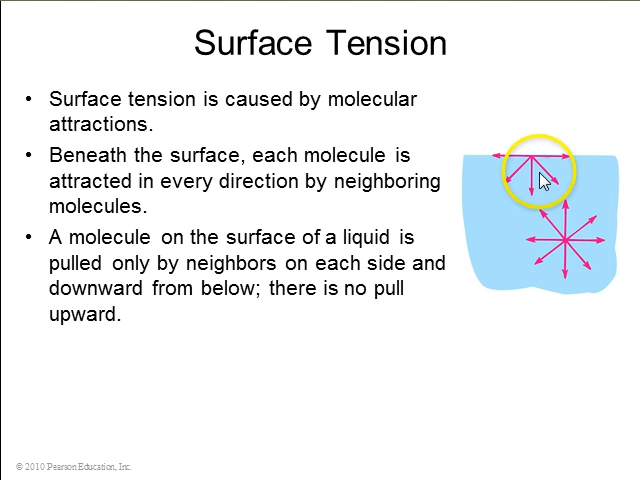 Surface Tension
• Surface tension is caused by molecular
attractions.
• Beneath the surface, each molecule is
attracted in every direction by neighboring
molecules.
• A molecule on the surface of a liquid is
pulled only by neighbors on each side and
downward from below; there is no pull
upward.
© 2010 Pearson Education, Inc.